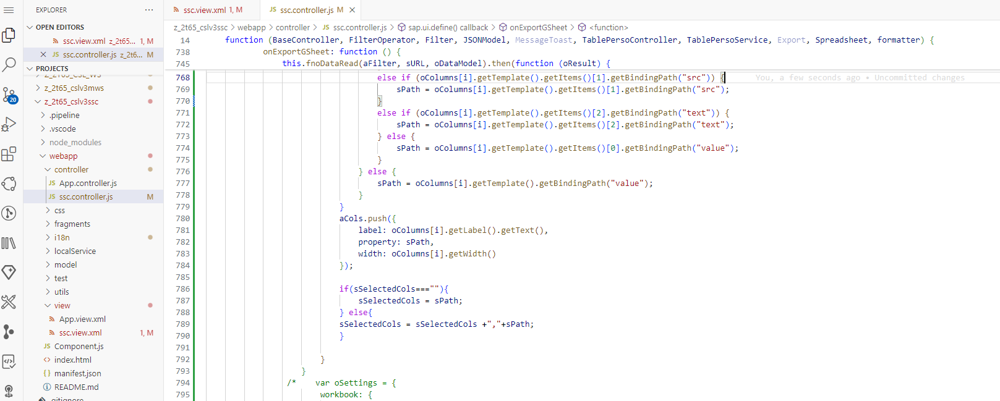 EXPLORER ···
OPEN EDITORS
ssc.view.xml z_2t65... 1, M
ssc.controller.js z_2t6... M
PROJECTS
z_2t65_CSL_WS
z_2t65_cslv3mws
z_2t65_cslv3ssc
.pipeline
.vscode
node_modules
webapp
controller
App.controller.js
ssc.controller.js M
css
fragments
i18n
localService
model
test
utils
view
App.view.xml
ssc.view.xml 1, M
Component.js
index.html
manifest.json
README.md
.gitignore
20
ssc.view.xml 1, M
JS ssc.controller.js M
z_2t65_cslv3ssc > webapp > controller > JS ssc.controller.js > sap.ui.define() callback > onExportGSheet > <function>
14 function (BaseController, FilterOperator, Filter, JSONModel, MessageToast, TablePersoController, TablePersoService, Export, Spreadsheet, formatter) {
738 onExportGSheet: function () {
745 this.fnoDataRead(aFilter, sURL, oDataModel).then(function (oResult) {
768 else if (oColumns[i].getTemplate().getItems()[1].getBindingPath("src")) { You, a few seconds ago • Uncommitted changes
769 sPath = oColumns[i].getTemplate().getItems()[1].getBindingPath("src");
770 }
771 else if (oColumns[i].getTemplate().getItems()[2].getBindingPath("text")) {
772 sPath = oColumns[i].getTemplate().getItems()[2].getBindingPath("text");
773 } else {
774 sPath = oColumns[i].getTemplate().getItems()[0].getBindingPath("value");
775 }
776 } else {
777 sPath = oColumns[i].getTemplate().getBindingPath("value");
778 }
779 }
780 aCols.push({
781 label: oColumns[i].getLabel().getText(),
782 property: sPath,
783 width: oColumns[i].getWidth()
784 });
785
786 if(sSelectedCols===""){
787 sSelectedCols = sPath;
788 } else{
789 sSelectedCols = sSelectedCols +","+sPath;
790 }
791
792 }
793 }
794 /* var oSettings = {
795 workbook: {